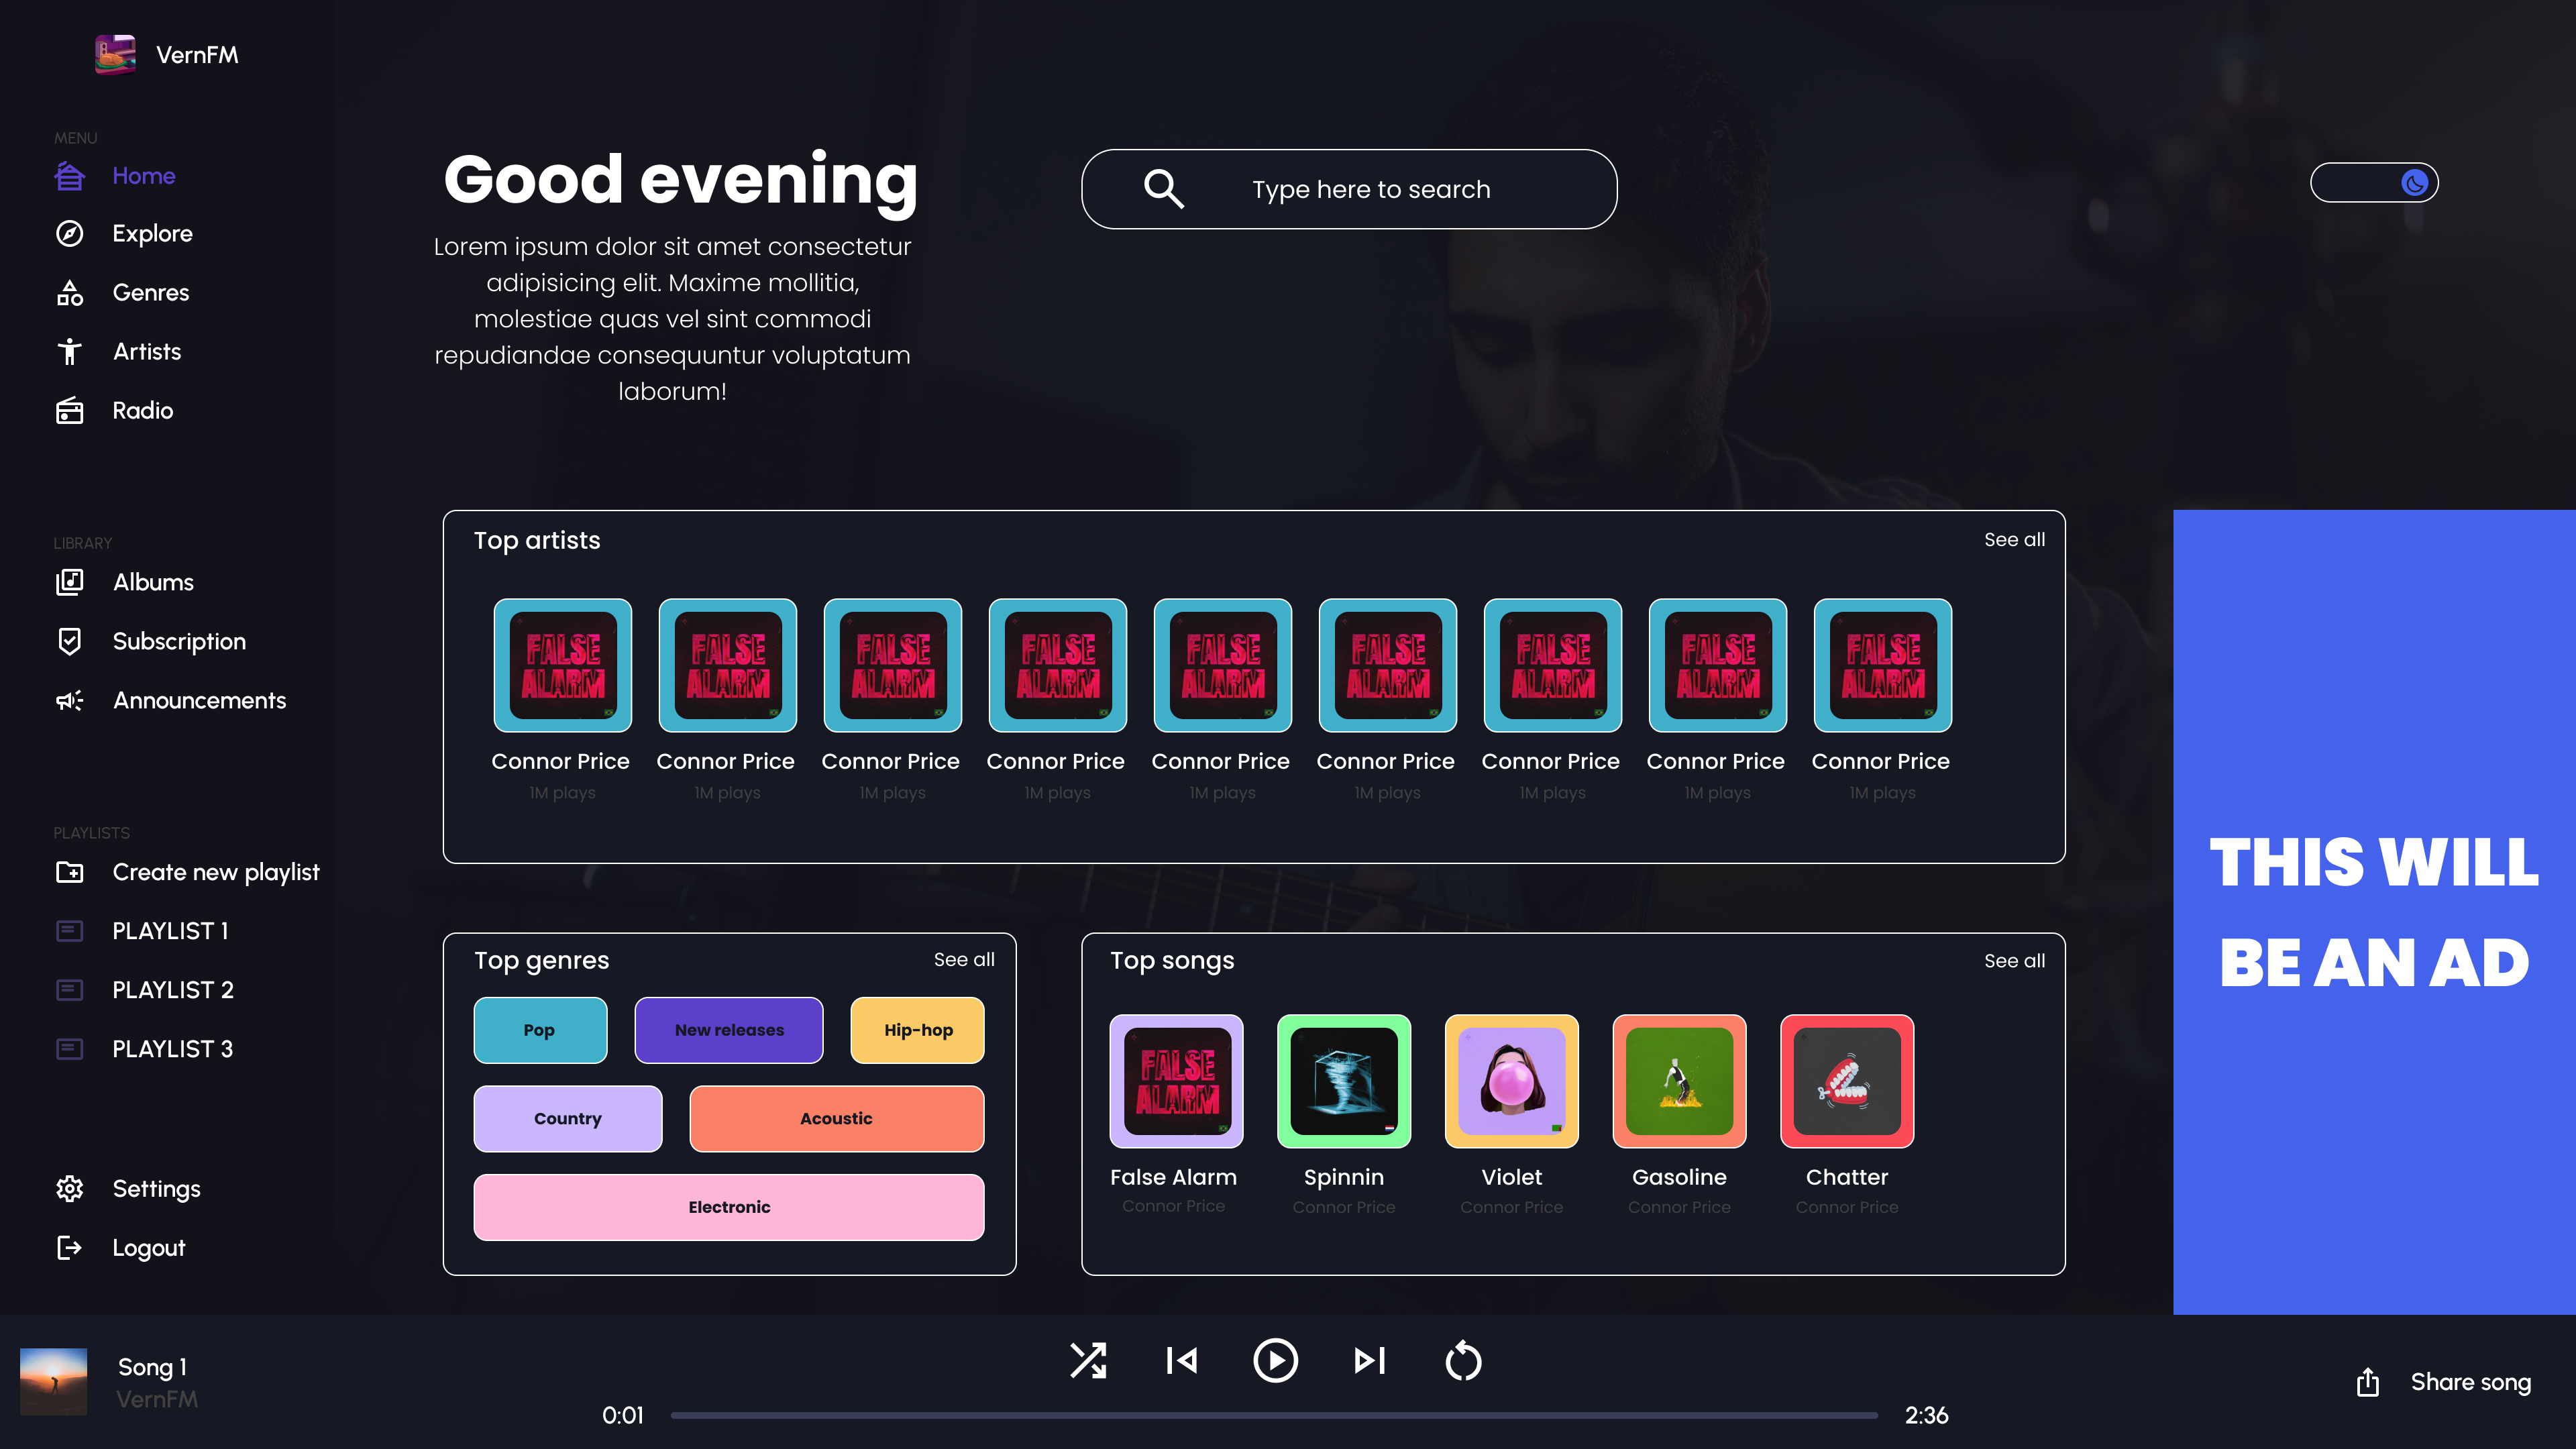 VernFM
MENU
Home
Explore
Genres
Artists
Radio
LIBRARY
Albums
Subscription
Announcements
PLAYLISTS
Create new playlist
PLAYLIST 1
PLAYLIST 2
PLAYLIST 3
Settings
Logout
Good evening
Lorem ipsum dolor sit amet consectetur
adipisicing elit. Maxime mollitia,
molestiae quas vel sint commodi
repudiandae consequuntur voluptatum
laborum!
Type here to search
Top artists
See all
FALSE ALARM
FALSE ALARM
FALSE ALARM
FALSE ALARM
FALSE ALARM
FALSE ALARM
FALSE ALARM
FALSE ALARM
FALSE ALARM
Connor Price Connor Price Connor Price Connor Price Connor Price Connor Price Connor Price Connor Price Connor Price
1M plays 1M plays 1M plays 1M plays 1M plays 1M plays 1M plays 1M plays 1M plays
Top genres
See all
Pop
New releases
Hip-hop
Country
Acoustic
Electronic
Top songs
See all
FALSE
ALARM
False Alarm Spinnin Violet Gasoline Chatter
Connor Price Connor Price Connor Price Connor Price Connor Price
THIS WILL
BE AN AD
Song 1
VernFM
0:01
2:36
Share song